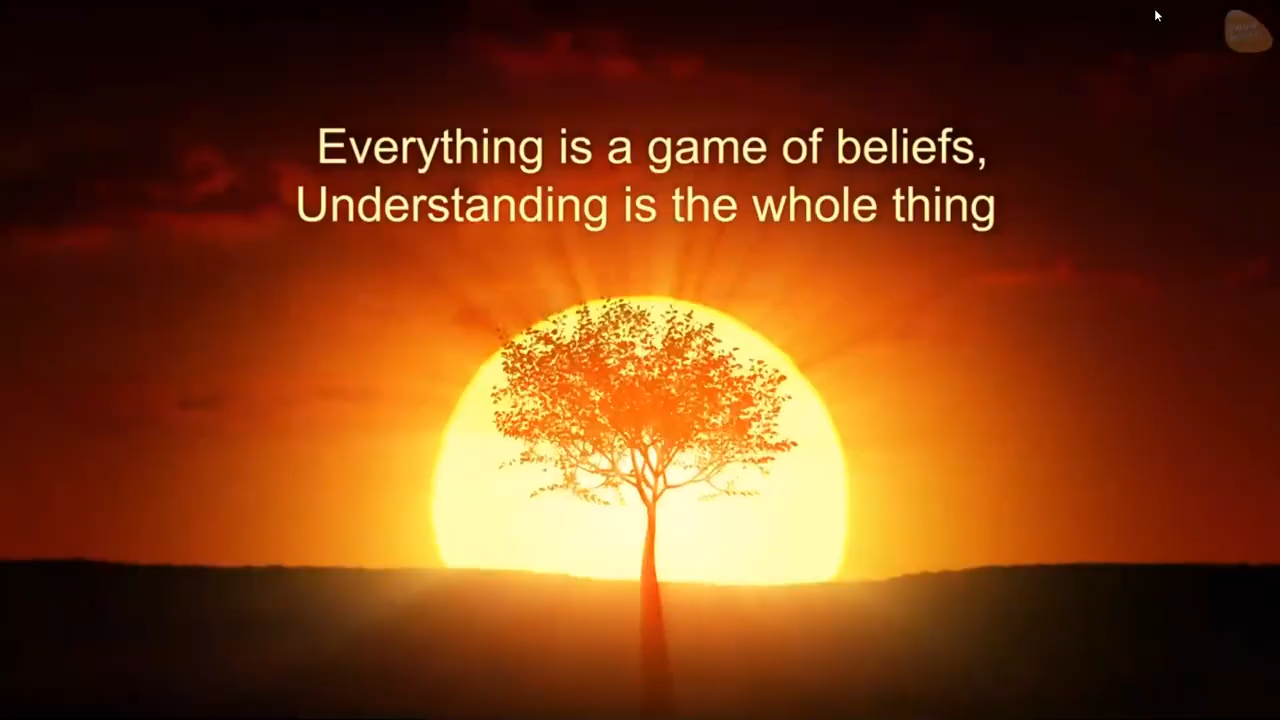 Everything is a game of beliefs,
Understanding is the whole thing